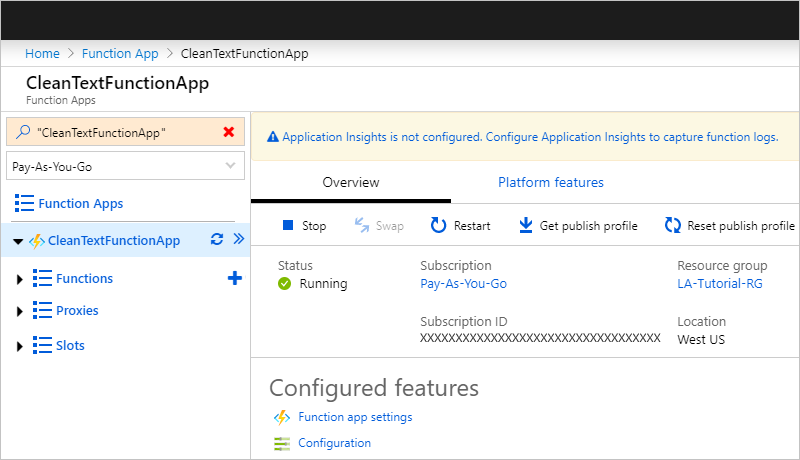 Home > Function App > CleanTextFunctionApp
CleanTextFunctionApp
Function Apps
"CleanTextFunctionApp"
Pay-As-You-Go
Function Apps
CleanTextFunctionApp
Functions
Proxies
Slots
Application Insights is not configured. Configure Application Insights to capture function logs.
Overview Platform features
Stop Swap Restart Get publish profile Reset publish profile
Status Subscription Resource group
Running Pay-As-You-Go LA-Tutorial-RG
Subscription ID Location
XXXXXXXXXXXXXXXXXXXXXXXXXXXXXXXXXX West US
Configured features
Function app settings
Configuration